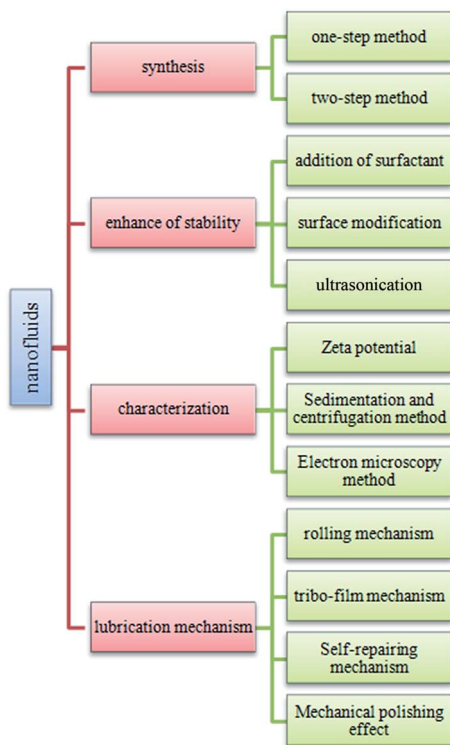 nanofluids
synthesis
one-step method
two-step method
enhance of stability
addition of surfactant
surface modification
ultrasonication
characterization
Zeta potential
Sedimentation and
centrifugation method
Electron microscopy
method
lubrication mechanism
rolling mechanism
tribo-film mechanism
Self-repairing
mechanism
Mechanical polishing
effect